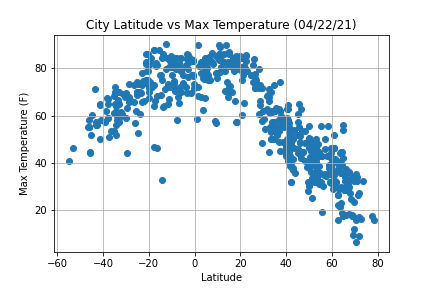 City Latitude vs Max Temperature (04/22/21)
Max Temperature (F)
80
60
40
20
−60 −40 −20 0 20 40 60 80
Latitude